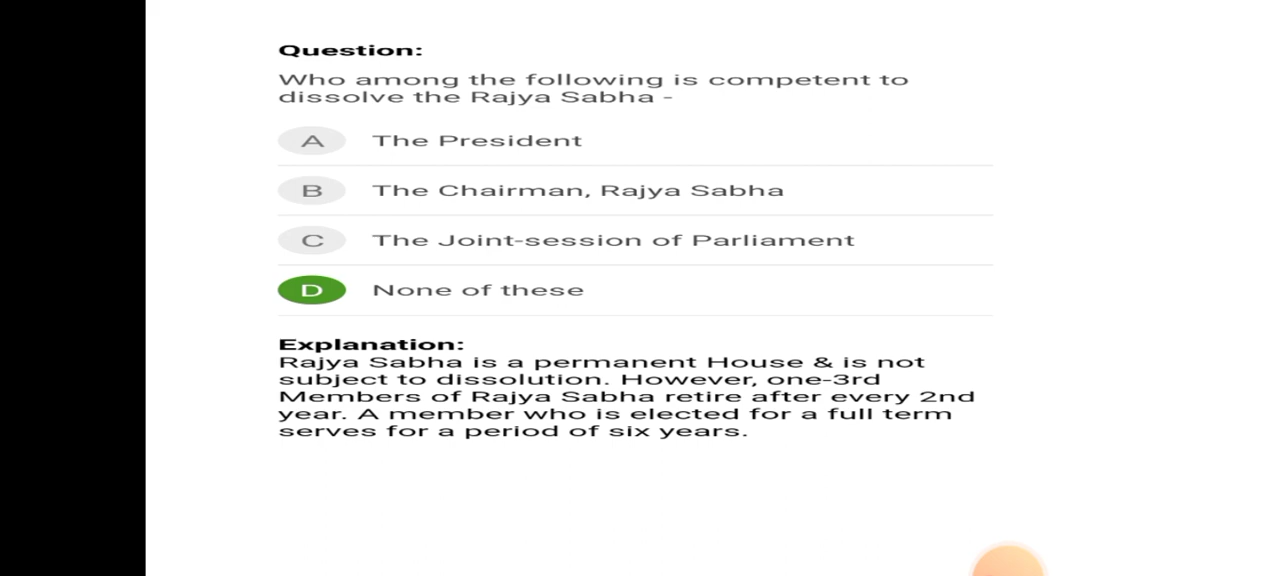 Question:
Who among the following is competent to
dissolve the Rajya Sabha -
A The President
B The Chairman, Rajya Sabha
C The Joint-session of Parliament
D None of these
Explanation:
Rajya Sabha is a permanent House & is not
subject to dissolution. However, one-3rd
Members of Rajya Sabha retire after every 2nd
year. A member who is elected for a full term
serves for a period of six years.